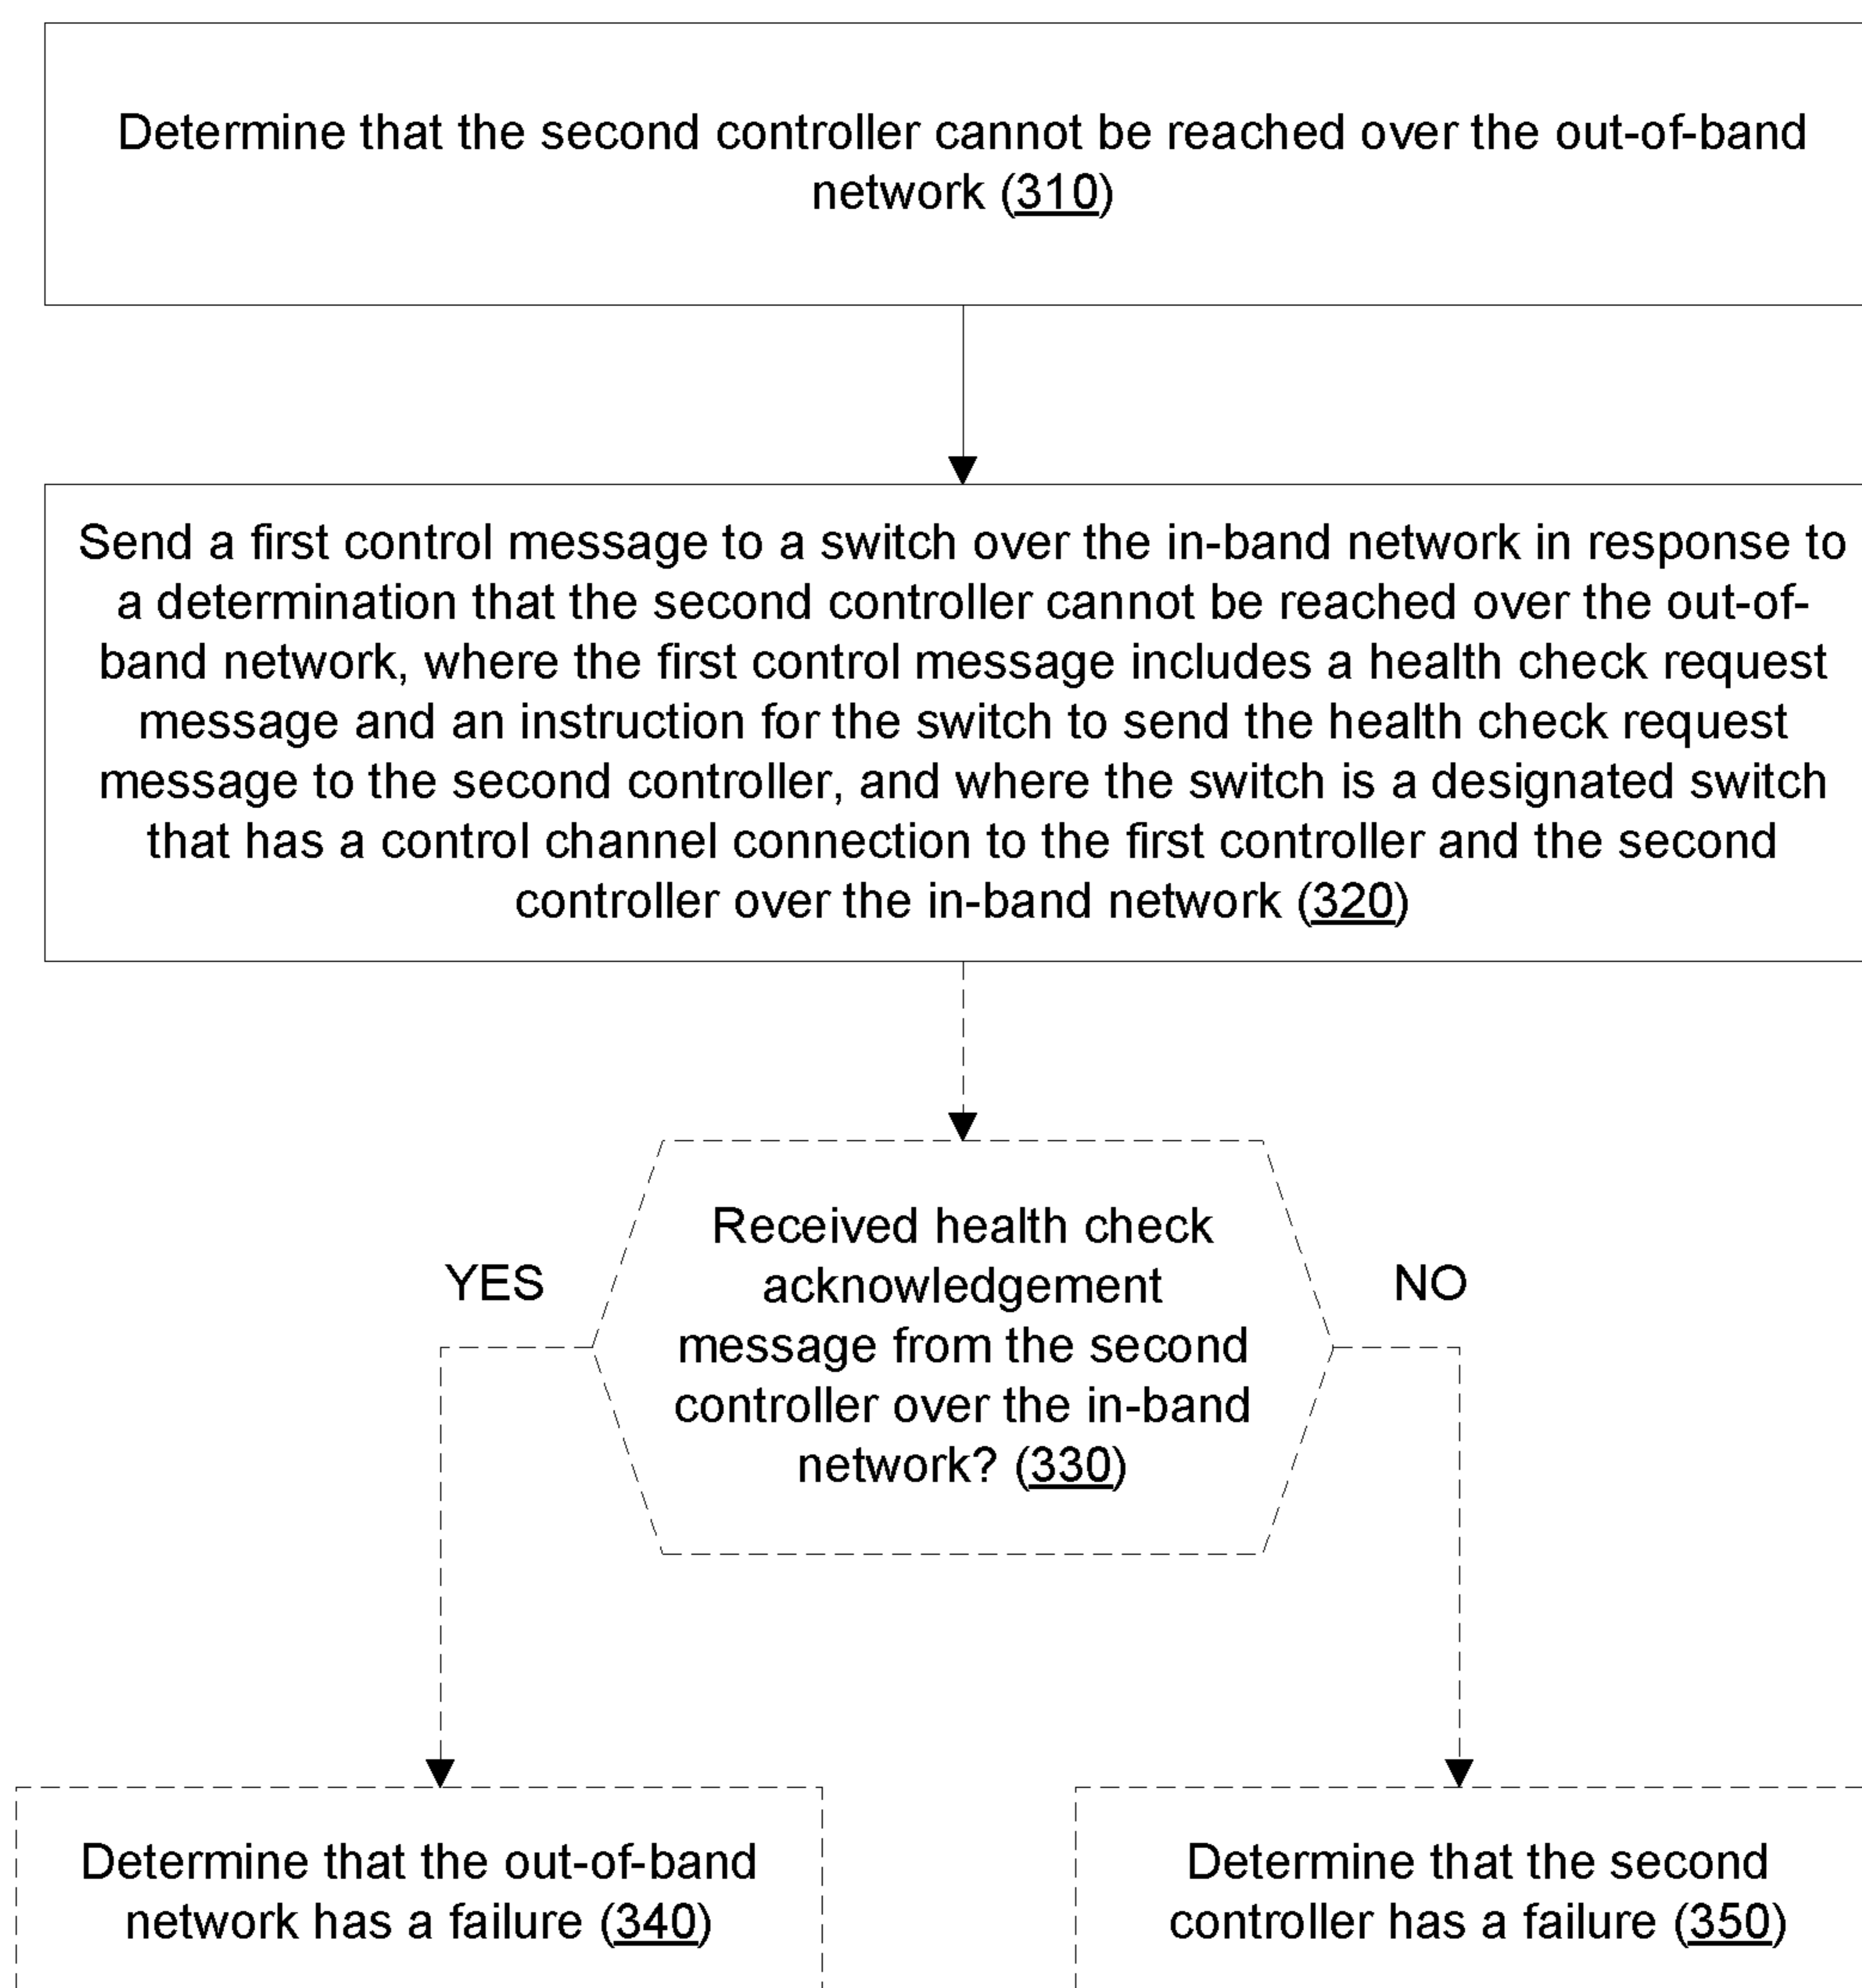 Determine that the second controller cannot be reached over the out-of-band
network (310)
Send a first control message to a switch over the in-band network in response to
a determination that the second controller cannot be reached over the out-of-
band network, where the first control message includes a health check request
message and an instruction for the switch to send the health check request
message to the second controller, and where the switch is a designated switch
that has a control channel connection to the first controller and the second
controller over the in-band network (320)
Received health check
acknowledgement
message from the second
controller over the in-band
network? (330)
YES
NO
Determine that the out-of-band
network has a failure (340)
Determine that the second
controller has a failure (350)